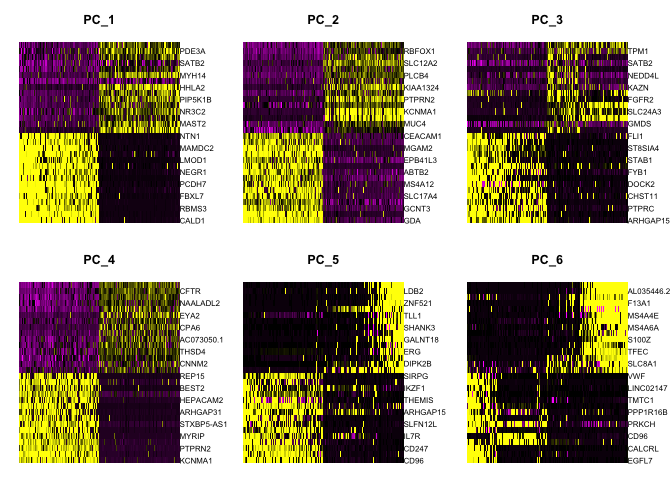 PC_1
PDE3A
SATB2
MYH14
HHLA2
PIP5K1B
NR3C2
MAST2
NTN1
MAMDC2
LMOD1
NEGR1
PCDH7
FBXL7
RBMS3
CALD1
PC_2
RBFOX1
SLC12A2
PLCB4
KIAA1324
PTPRN2
KCNMA1
MUC4
CEACAM1
MGAM2
EPB41L3
ABTB2
MS4A12
SLC17A4
GCNT3
GDA
PC_3
TPM1
SATB2
NEDD4L
KAZN
FGFR2
SLC24A3
GMDS
FLI1
ST8SIA4
STAB1
FYB1
DOCK2
CHST11
PTPRC
ARHGAP15
PC_4
CFTR
NAALADL2
EYA2
CPA6
AC073050.1
THSD4
CNNM2
REP15
BEST2
HEPACAM2
ARHGAP31
STXBP5-AS1
MYRIP
PTPRN2
KCNMA1
PC_5
LDB2
ZNF521
TLL1
SHANK3
GALNT18
ERG
DIPK2B
SIRPG
IKZF1
THEMIS
ARHGAP15
SLFN12L
IL7R
CD247
CD96
PC_6
AL035446.2
F13A1
MS4A4E
MS4A6A
S100Z
TFEC
SLC8A1
VWF
LINC02147
TMTC1
PPP1R16B
PRKCH
CD96
CALCRL
EGFL7